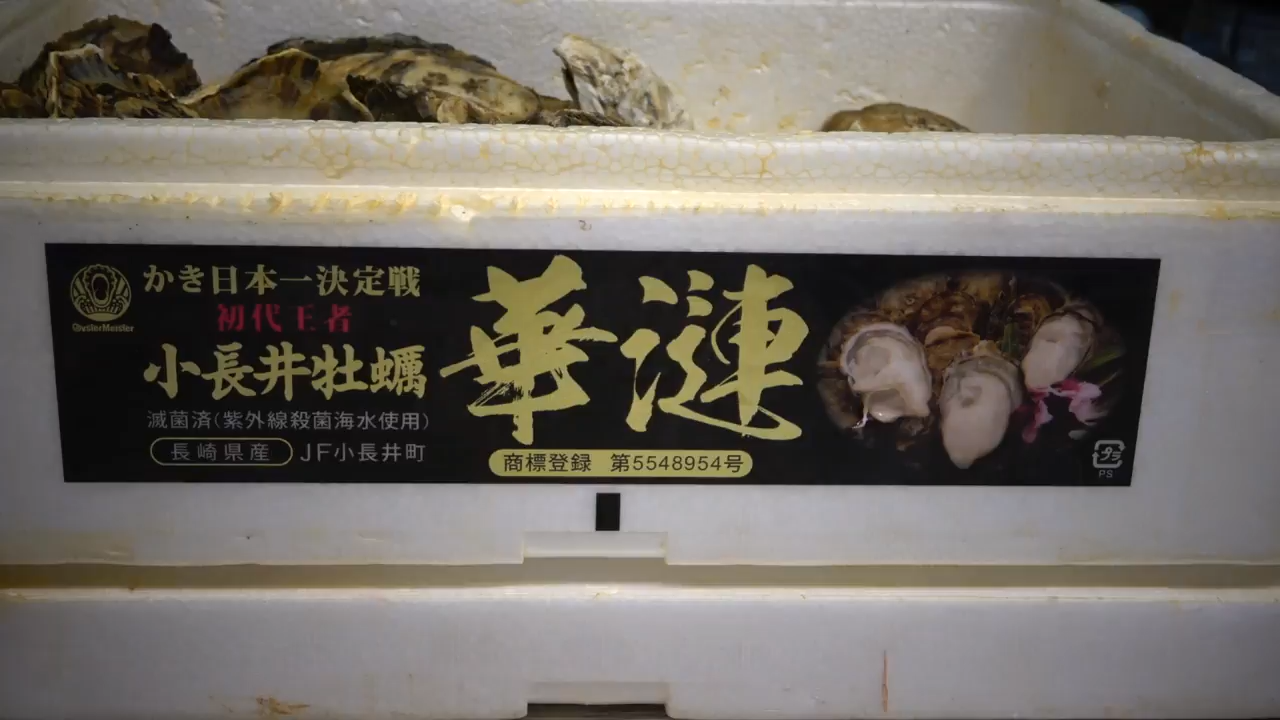 OysterMeister
かき日本一決定戦
初代王者
小長井牡蠣
滅菌済(紫外線殺菌海水使用)
長崎県産 JF小長井町
華漣
商標登録 第5548954号
プラ
PS